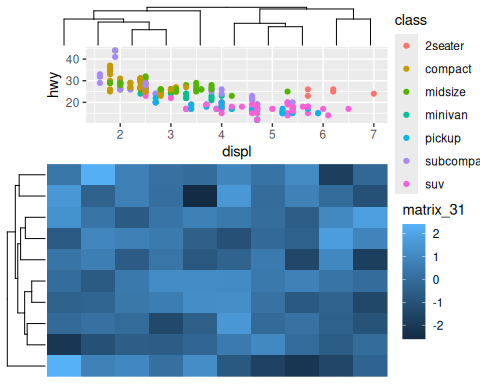 class
2seater
compact
midsize
minivan
pickup
subcompa
suv
hwy
40
30
20
2
3
4
5
6
7
displ
matrix_31
2
1
0
-1
-2